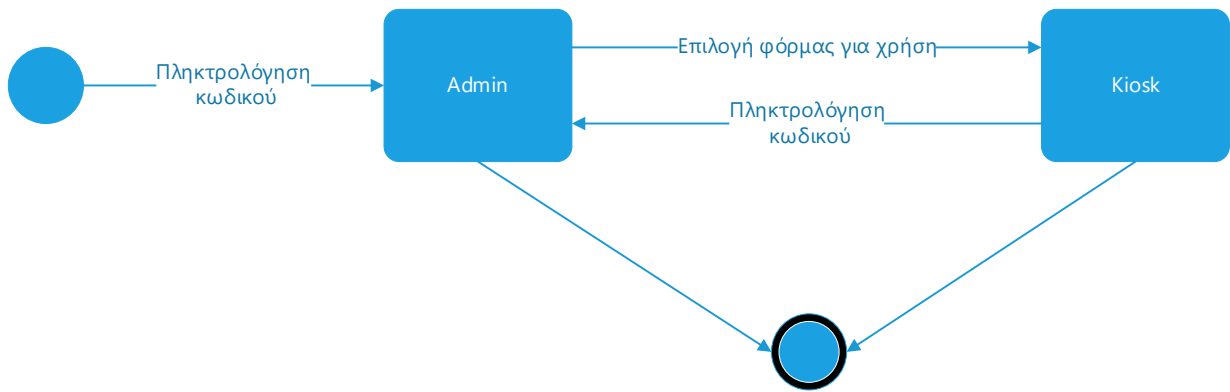 Πληκτρολόγηση
κωδικού
Admin
Επιλογή φόρμας για χρήση
Kiosk
Πληκτρολόγηση
κωδικού